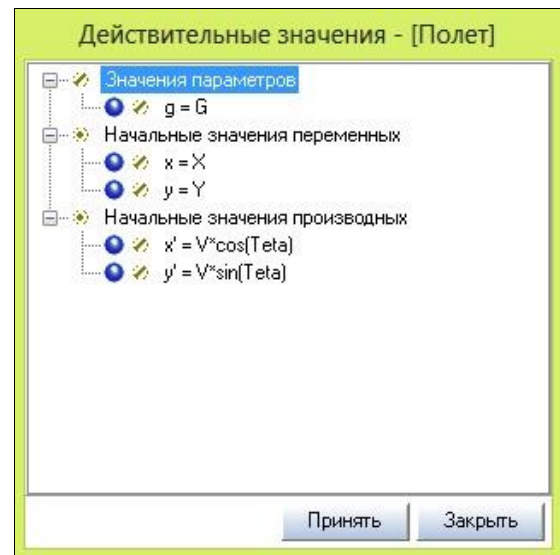 Действительные значения - [Полет]
Значения параметров
g = G
Начальные значения переменных
x = X
y = Y
Начальные значения производных
x' = V*cos(Teta)
y' = V*sin(Teta)
Принять Закрыть